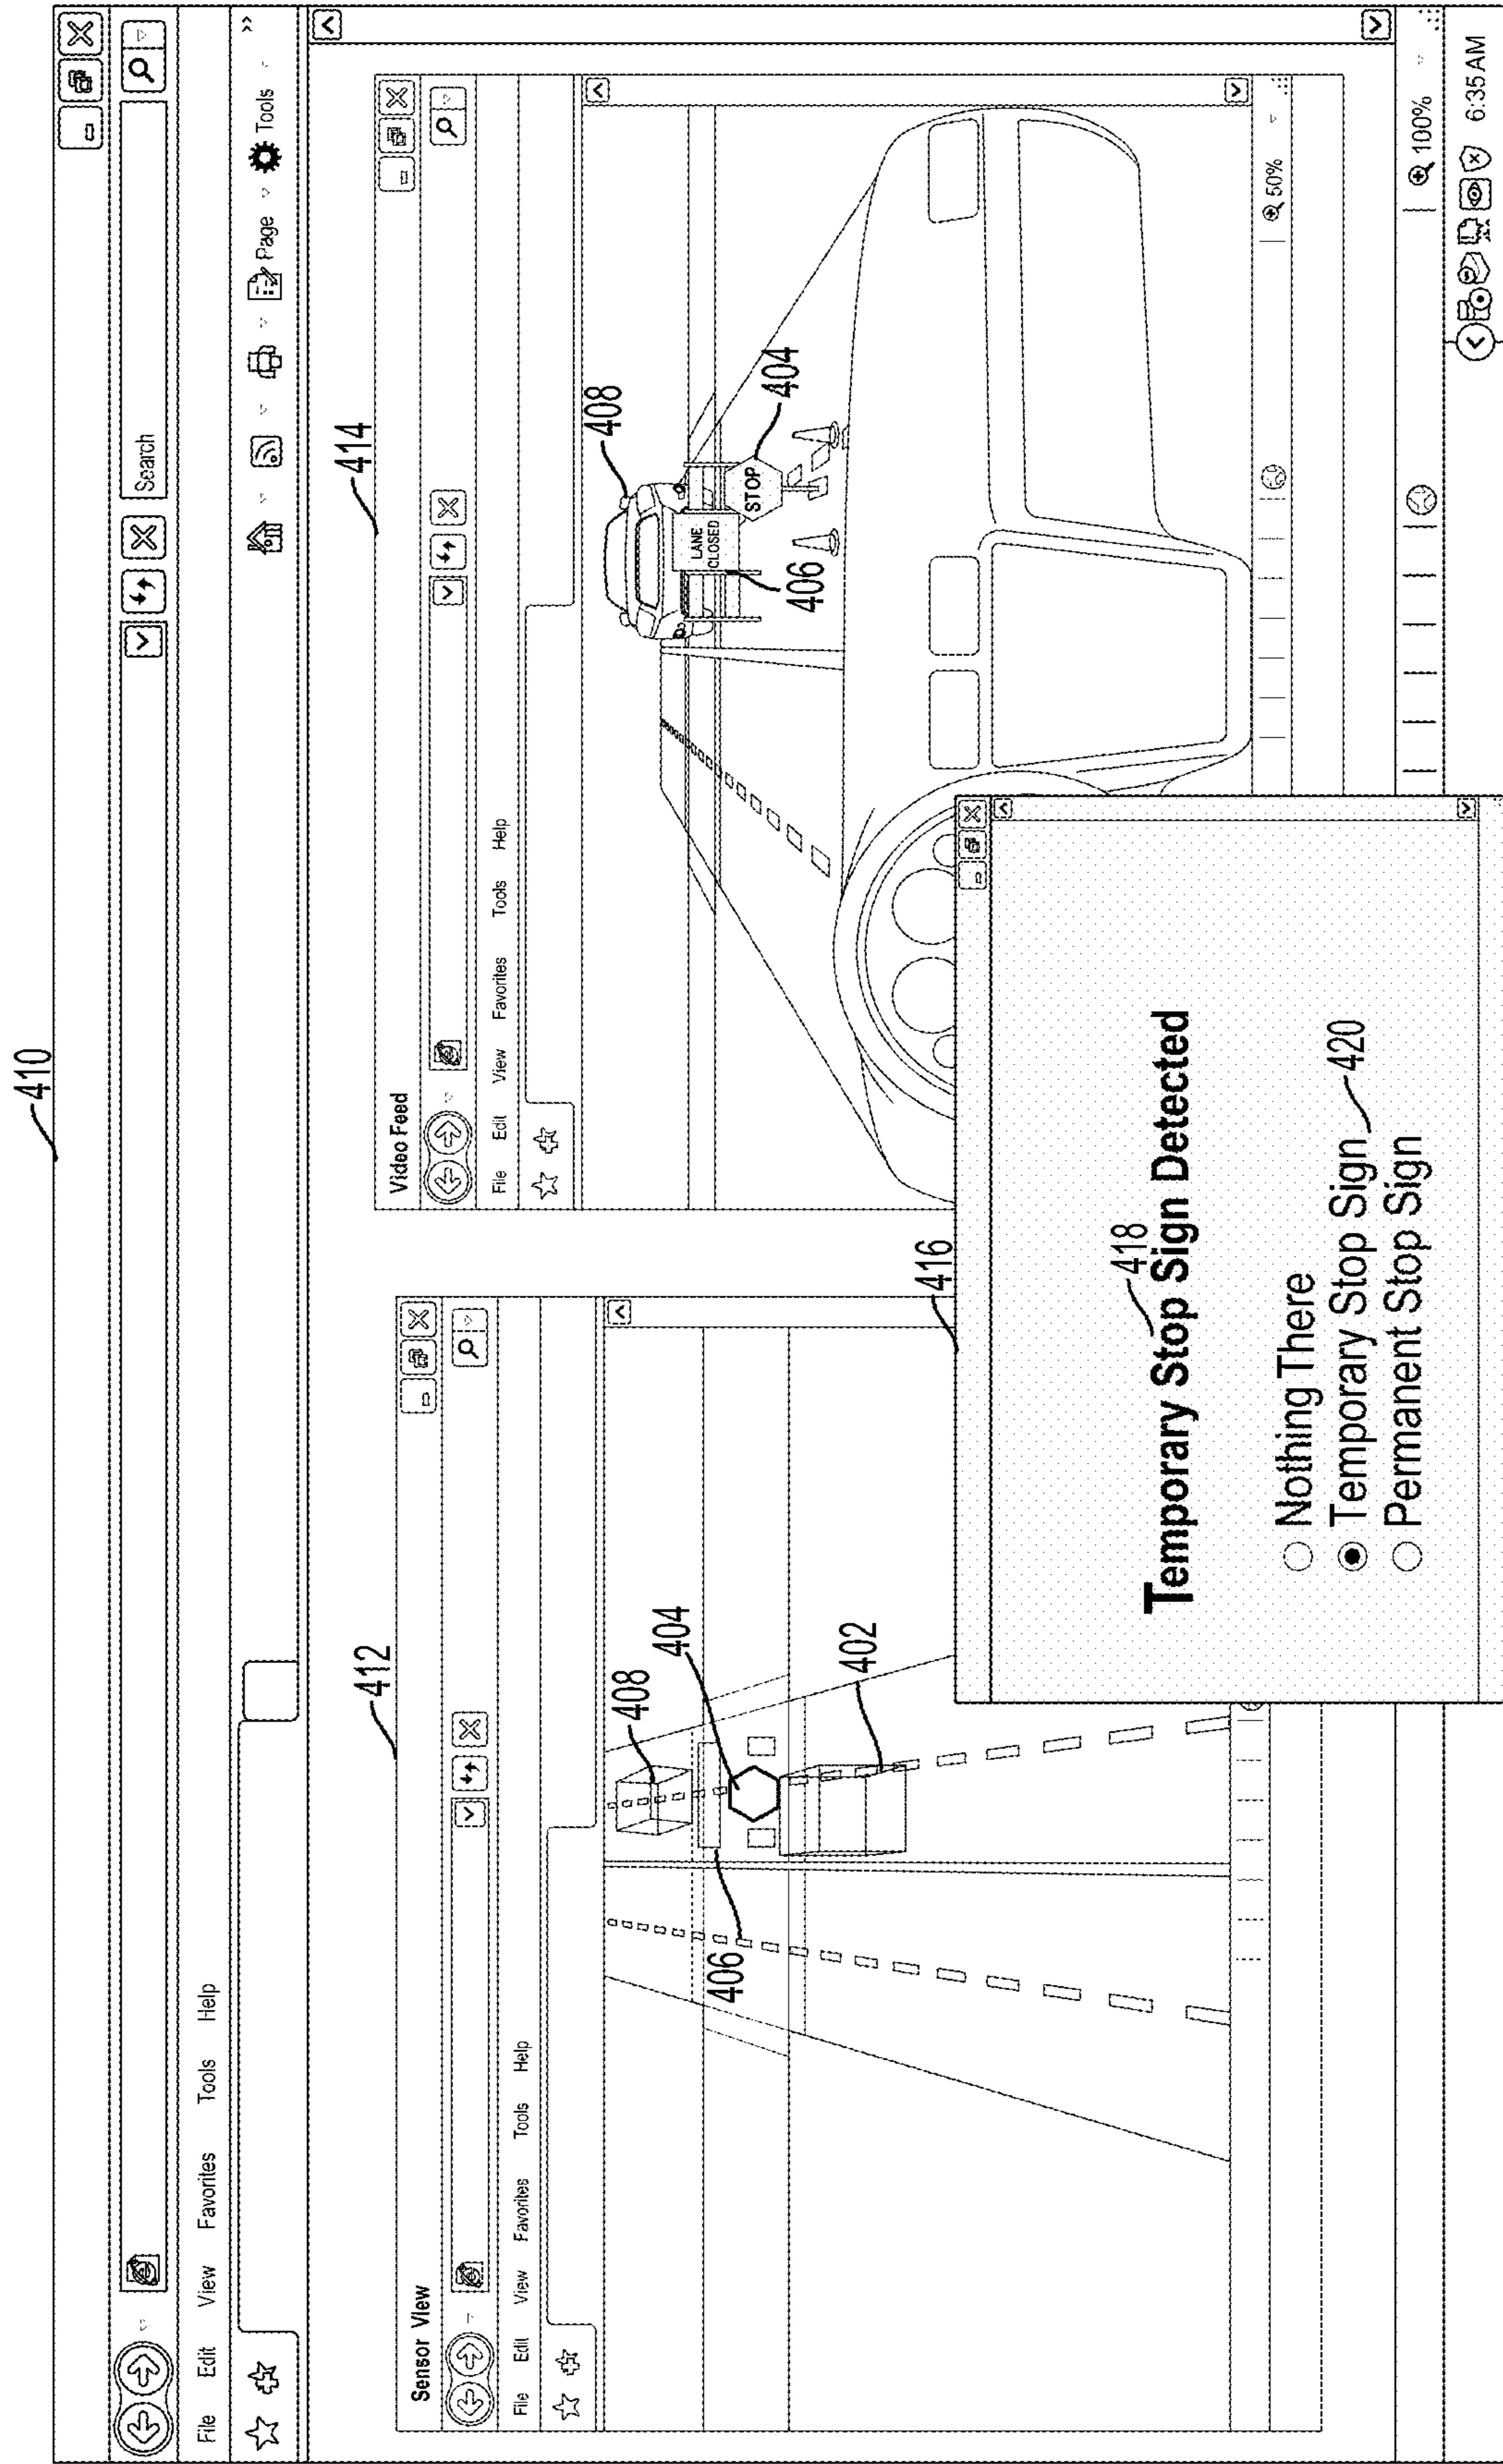 410
Search
File Edit View Favorites Tools Help
Page Tools
412
Sensor View
File Edit View Favorites Tools Help
408
404
406
402
414
Video Feed
File Edit View Favorites Tools Help
408
LANE
CLOSED
STOP
404
406
50%
416
418
Temporary Stop Sign Detected
Nothing There
Temporary Stop Sign 420
Permanent Stop Sign
100%
6:35 AM